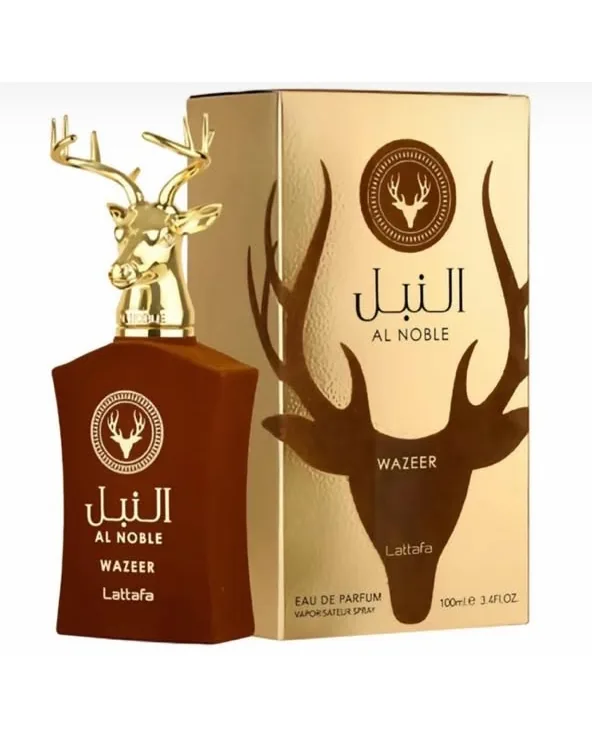 النبل
AL NOBLE
WAZEER
Lattafa
النبل
AL NOBLE
WAZEER
Lattafa
EAU DE PARFUM
VAPORISATEUR SPRAY
100ml.e 3.4FL.OZ.